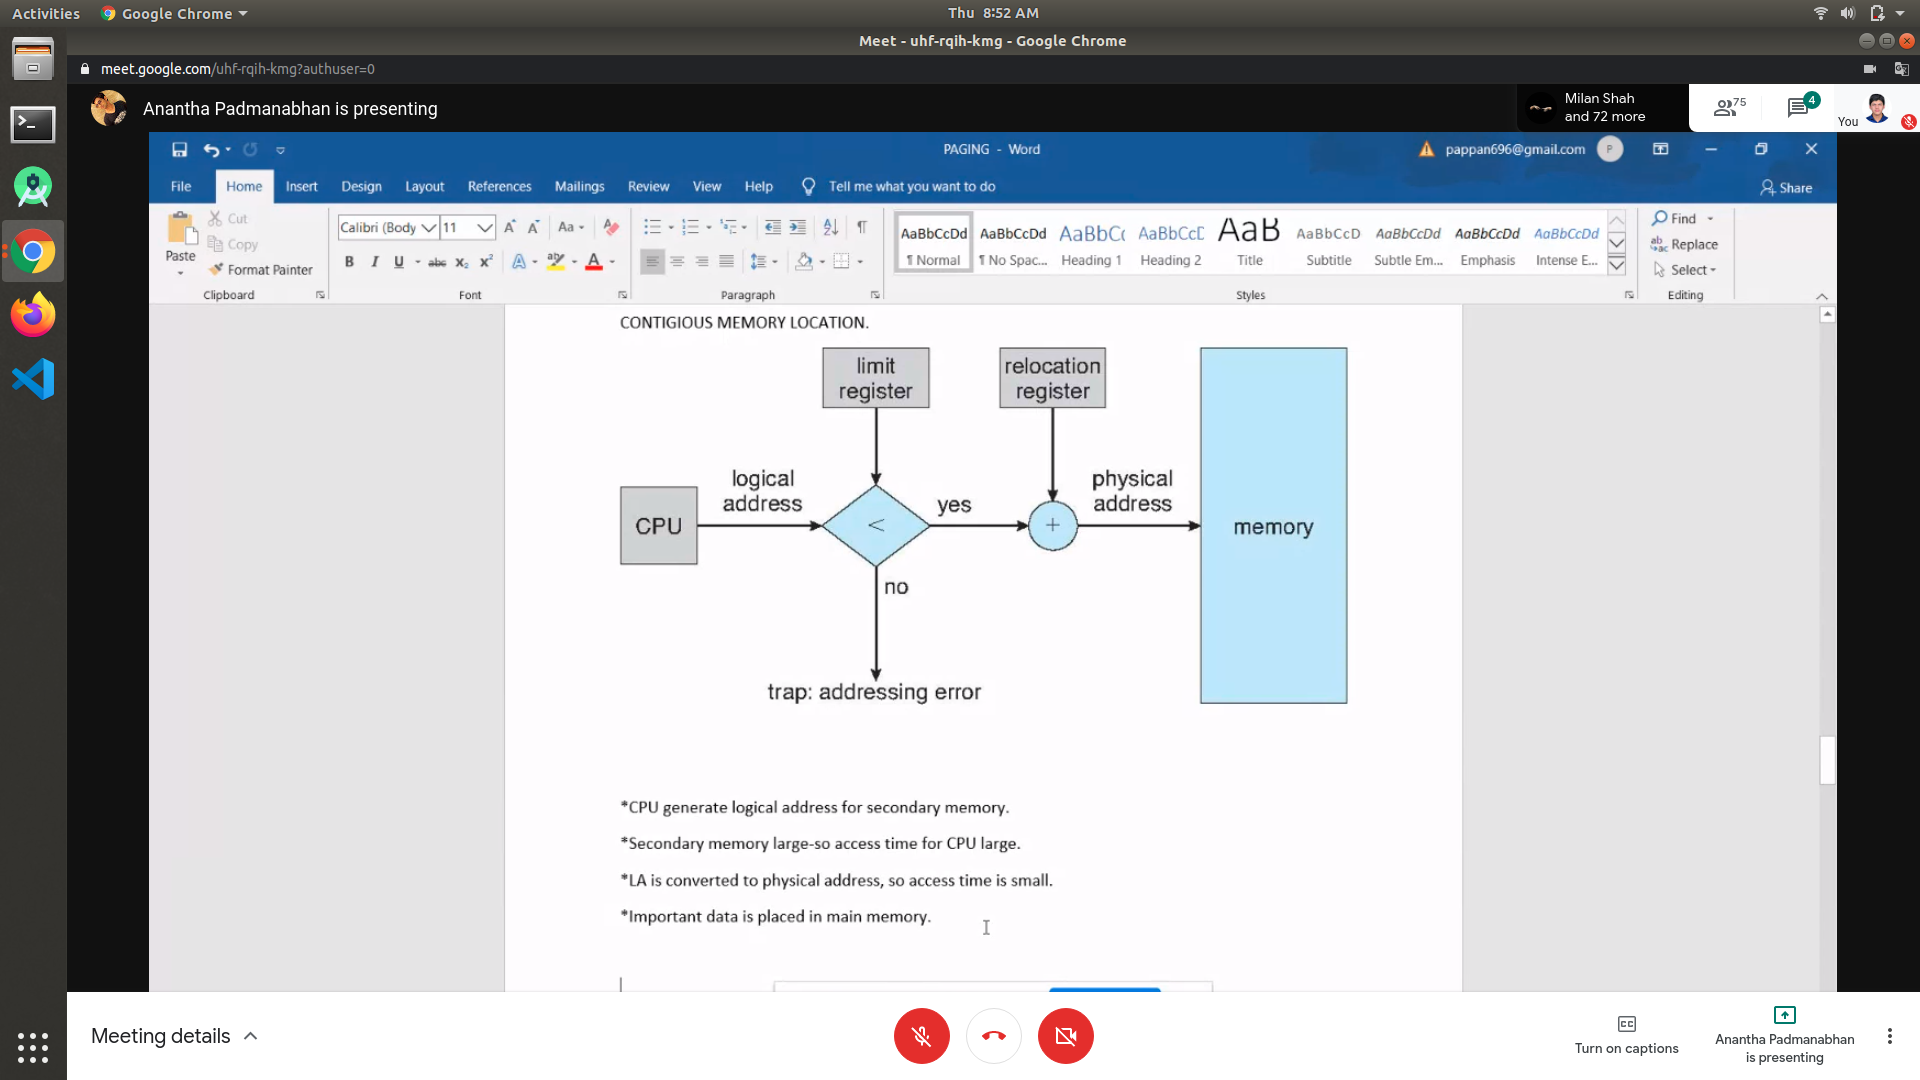 Activities
Google Chrome
Thu 8:52 AM
Meet - uhf-rqih-kmg - Google Chrome
meet.google.com/uhf-rqih-kmg?authuser=0
Anantha Padmanabhan is presenting
Milan Shah
and 72 more
75
4
You
PAGING - Word
pappan696@gmail.com
P
File Home Insert Design Layout References Mailings Review View Help Tell me what you want to do
Share
Paste
Cut
Copy
Format Painter
Clipboard
Calibri (Body
11
Aa
B I U abc x₂ x²
A
Font
Paragraph
AaBbCcDd AaBbCcDd AaBbC AaBbCcC AaB AaBbCcD AaBbCcDd AaBbCcDd AaBbCcDd
¶ Normal ¶ No Spac... Heading 1 Heading 2 Title Subtitle Subtle Em... Emphasis Intense E...
Styles
Find
Replace
Select
Editing
CONTIGIOUS MEMORY LOCATION.
limit
register
relocation
register
logical
address
yes
physical
address
CPU
<
+
memory
no
trap: addressing error
*CPU generate logical address for secondary memory.
*Secondary memory large-so access time for CPU large.
*LA is converted to physical address, so access time is small.
*Important data is placed in main memory.
Meeting details
Turn on captions
Anantha Padmanabhan
is presenting